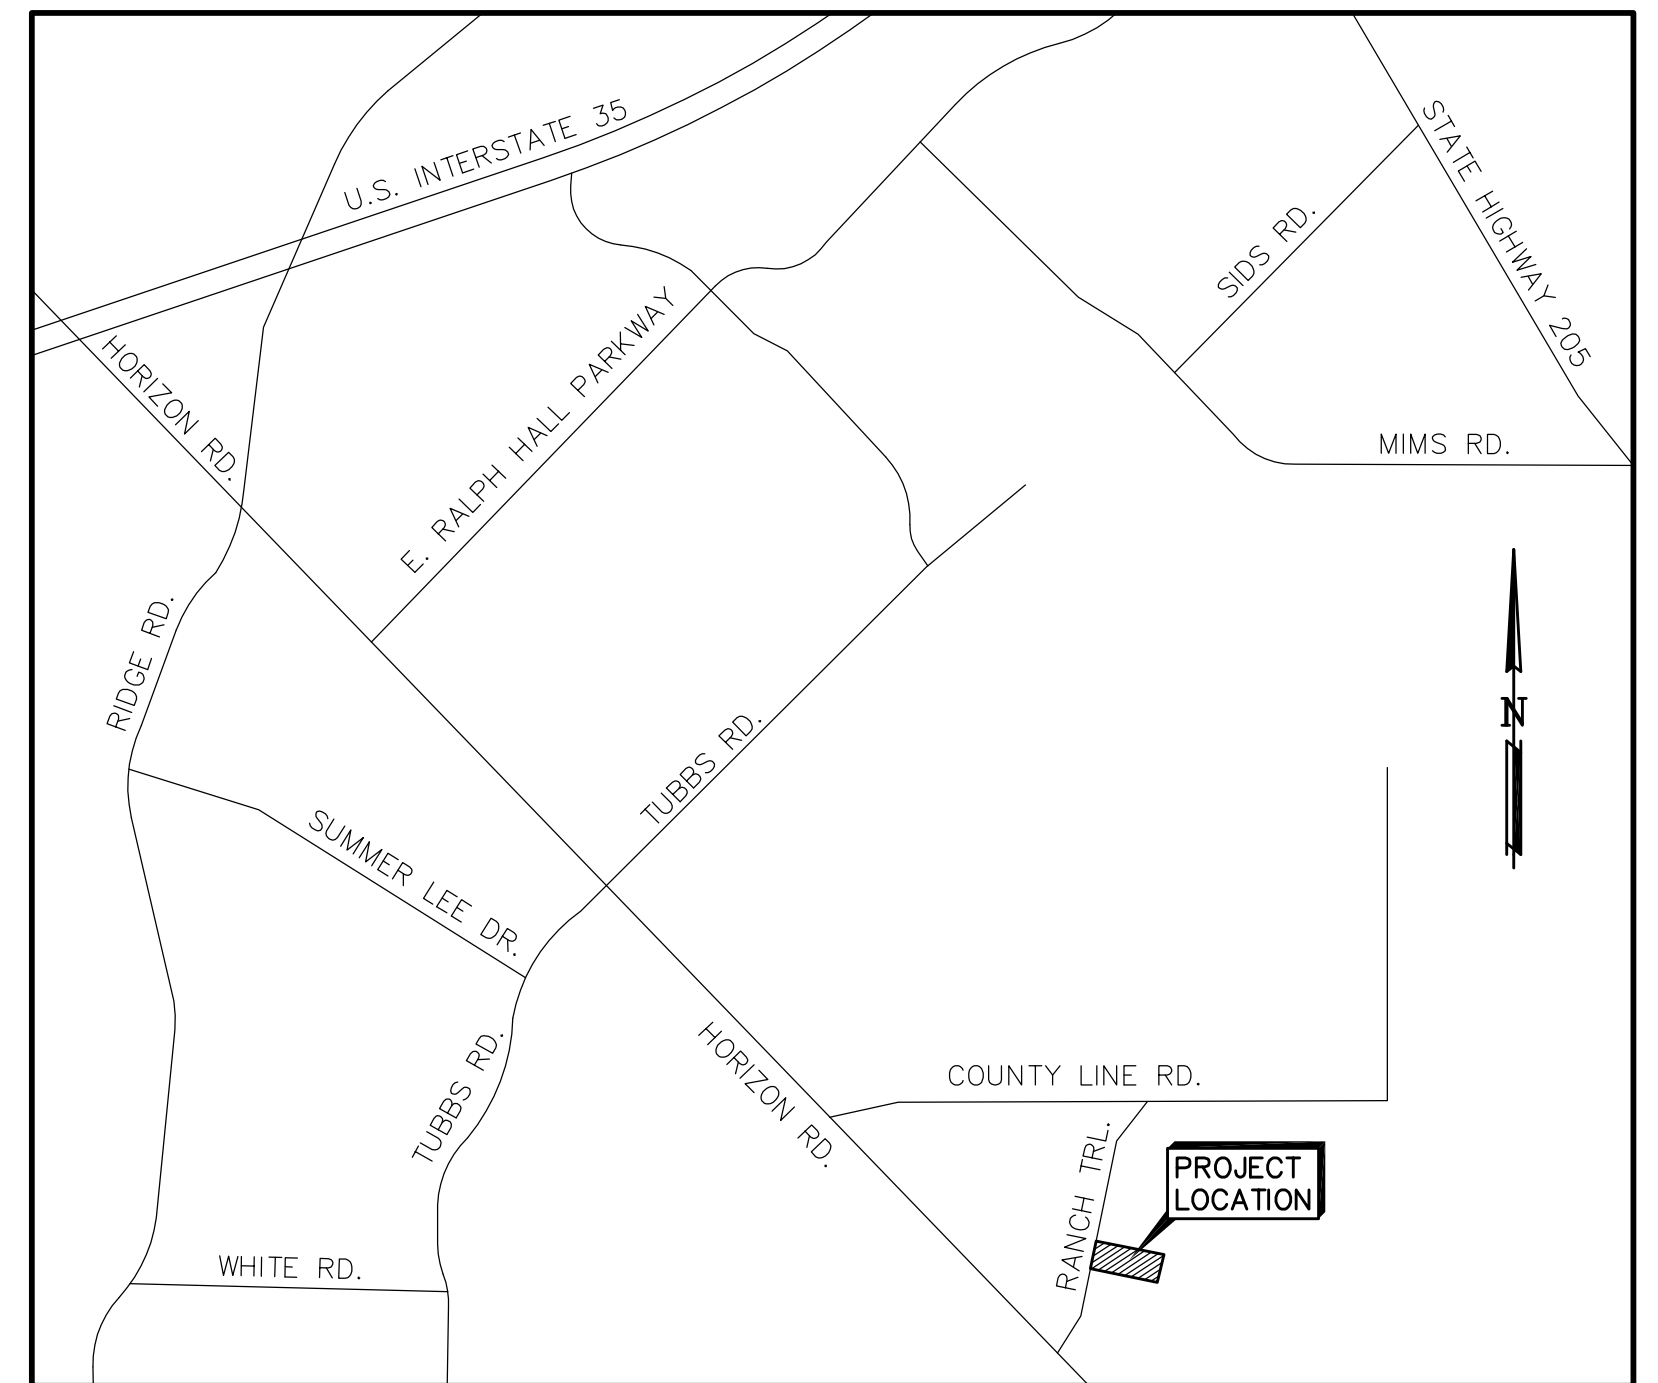 U.S. INTERSTATE 35
STATE HIGHWAY 205
SIDS RD.
HORIZON RD.
E. RALPH HALL PARKWAY
MIMS RD.
RIDGE RD.
N
TUBBS RD.
SUMMER LEE DR.
HORIZON RD.
TUBBS RD.
COUNTY LINE RD.
RANCH TRL.
PROJECT
LOCATION
WHITE RD.